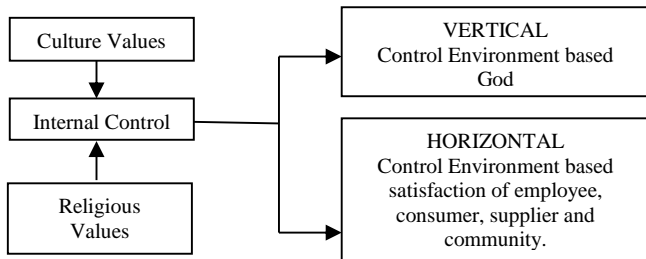 Culture Values
Internal Control
Religious
Values
VERTICAL
Control Environment based
God
HORIZONTAL
Control Environment based
satisfaction of employee,
consumer, supplier and
community.